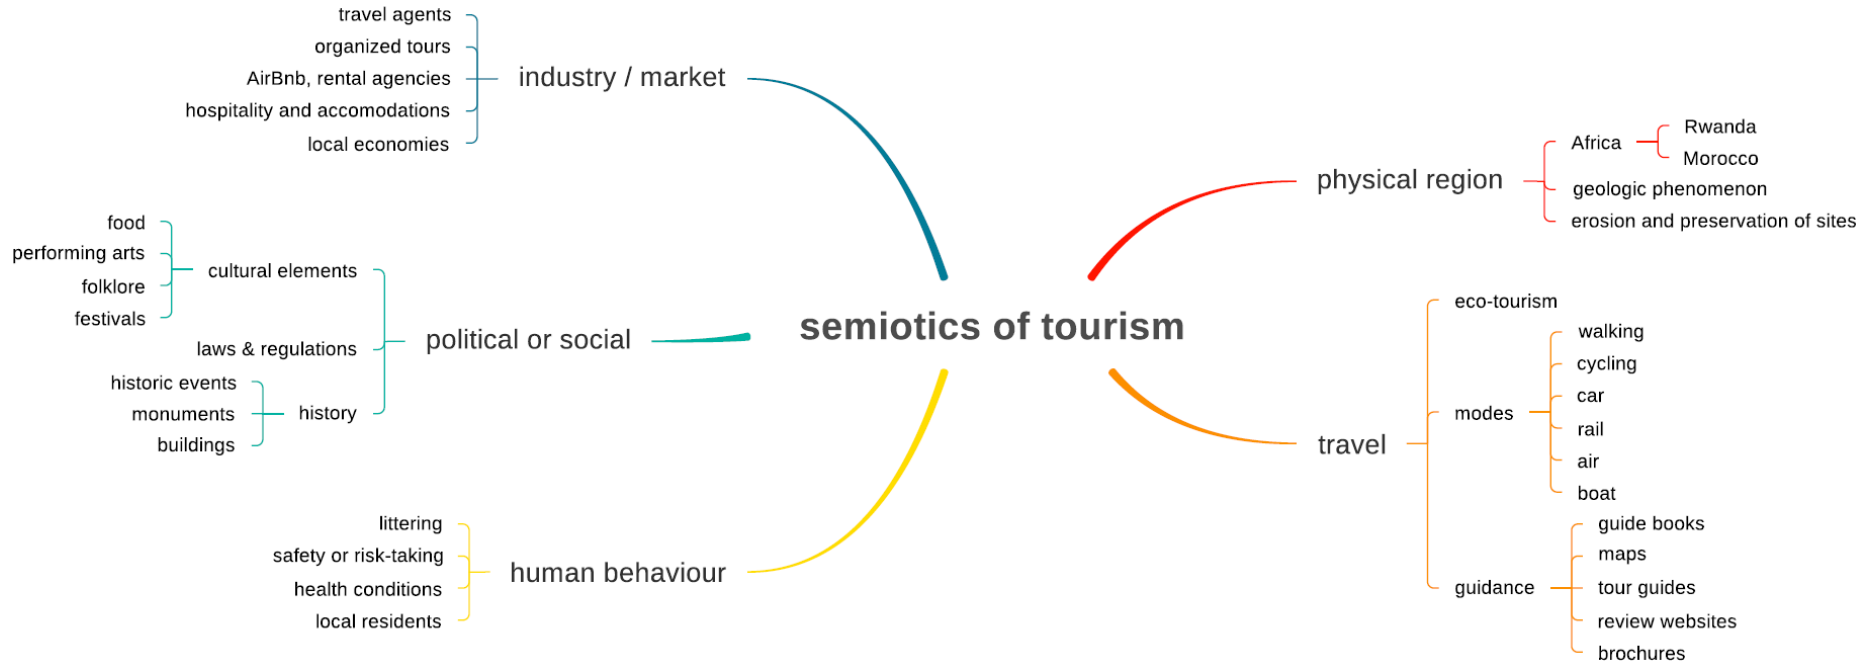 semiotics of tourism
industry / market
travel agents
organized tours
AirBnb, rental agencies
hospitality and accomodations
local economies
political or social
cultural elements
food
performing arts
folklore
festivals
laws & regulations
history
historic events
monuments
buildings
human behaviour
littering
safety or risk-taking
health conditions
local residents
physical region
Africa
Rwanda
Morocco
geologic phenomenon
erosion and preservation of sites
travel
eco-tourism
modes
walking
cycling
car
rail
air
boat
guidance
guide books
maps
tour guides
review websites
brochures